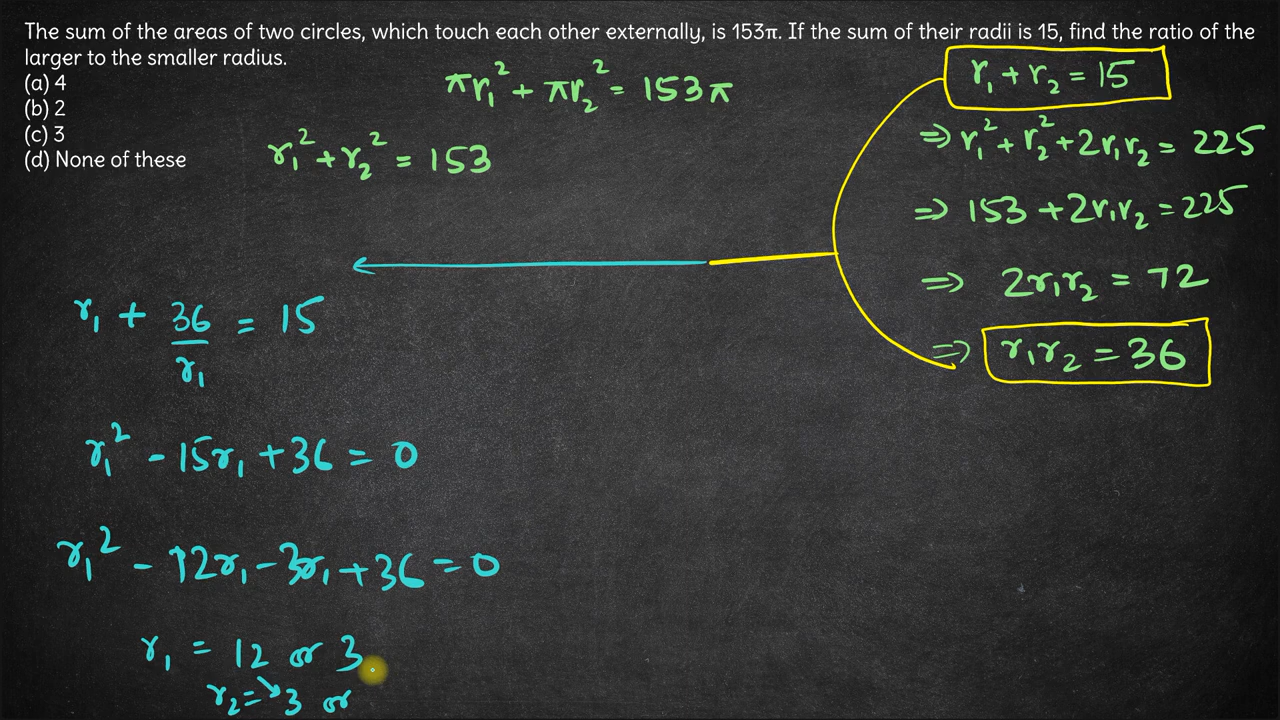 The sum of the areas of two circles, which touch each other externally, is 153π. If the sum of their radii is 15, find the ratio of the
larger to the smaller radius.
(a) 4
(b) 2
(c) 3
(d) None of these
πr₁² + πr₂² = 153π
r₁² + r₂² = 153
r₁ + r₂ = 15
⇒ r₁² + r₂² + 2r₁r₂ = 225
⇒ 153 + 2r₁r₂ = 225
⇒ 2r₁r₂ = 72
⇒ r₁r₂ = 36
r₁ + 36/r₁ = 15
r₁² - 15r₁ + 36 = 0
r₁² - 12r₁ - 3r₁ + 36 = 0
r₁ = 12 or 3
r₂ = 3 or